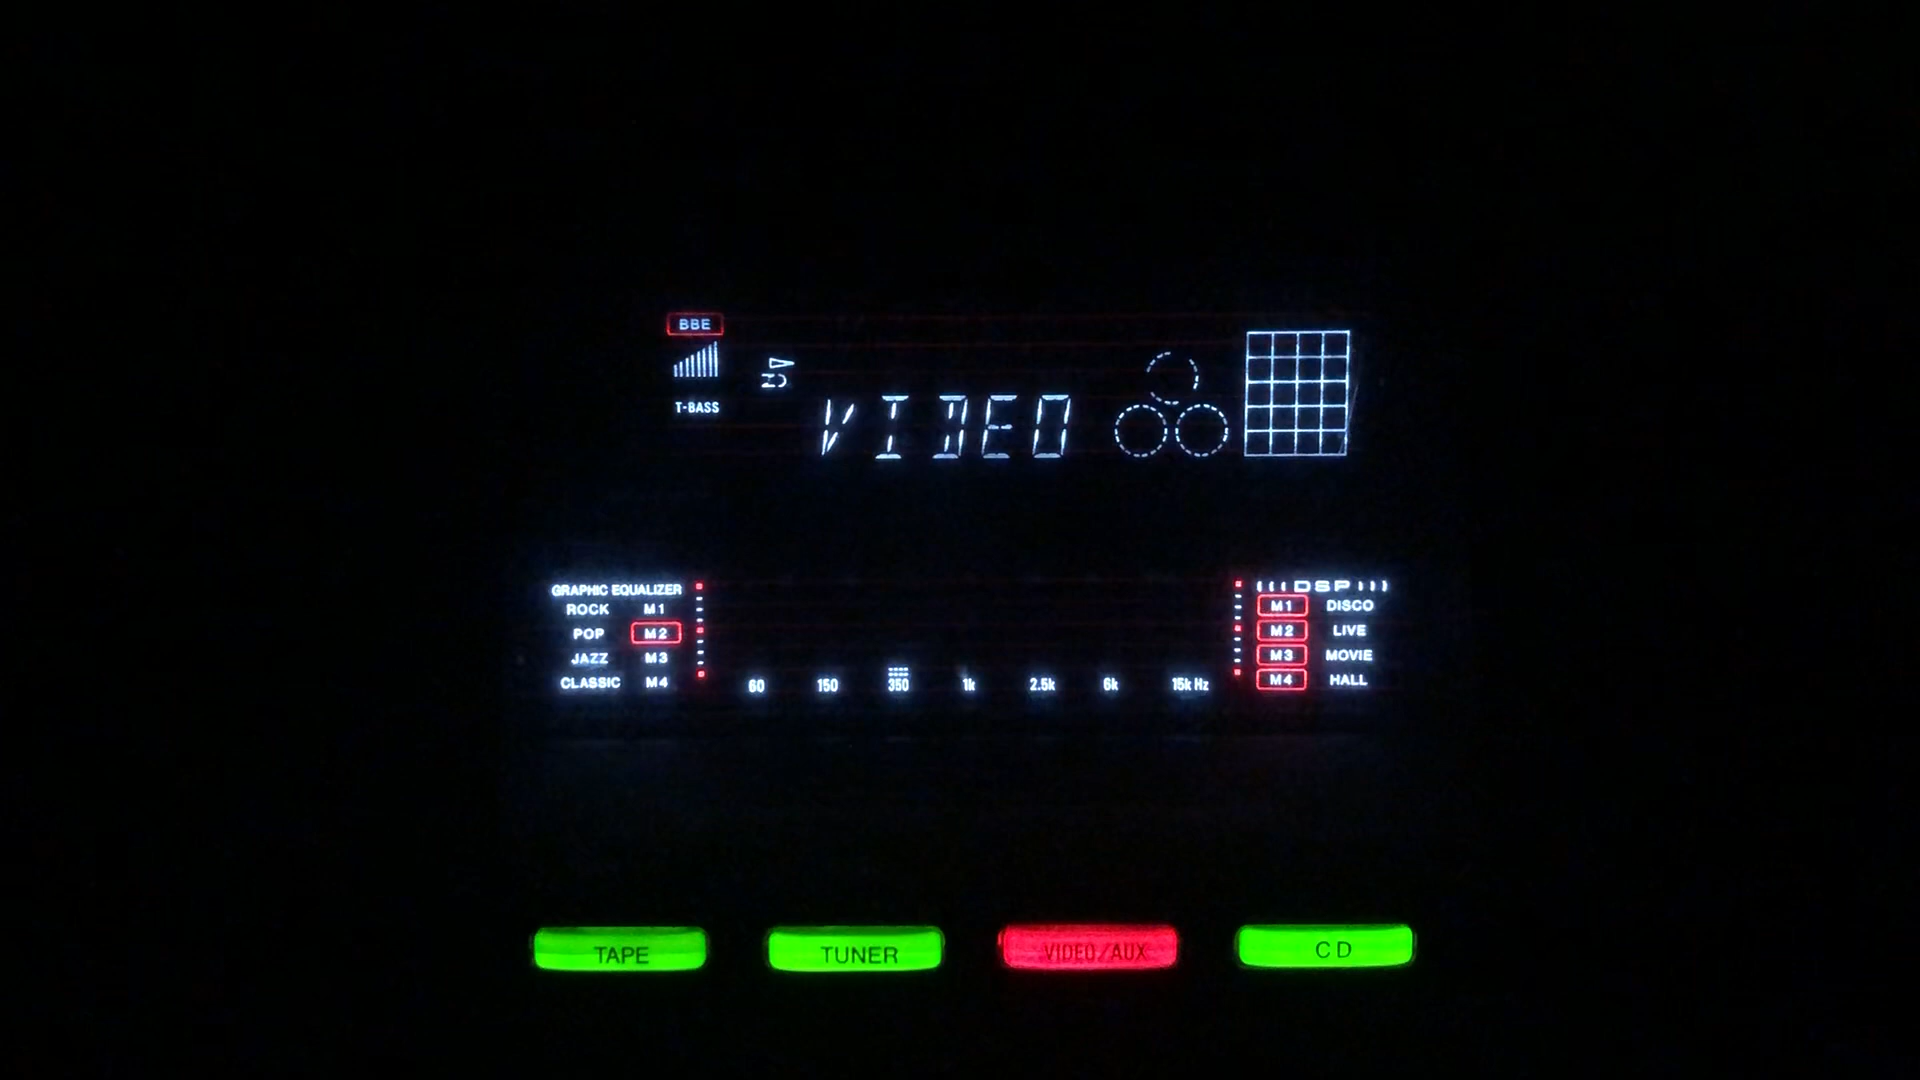 BBE
T-BASS
VIDEO
GRAPHIC EQUALIZER
ROCK M1
POP M2
JAZZ M3
CLASSIC M4
60 150 350 1k 2.5k 6k 15k Hz
DSP
M1 DISCO
M2 LIVE
M3 MOVIE
M4 HALL
TAPE TUNER VIDEO/AUX CD